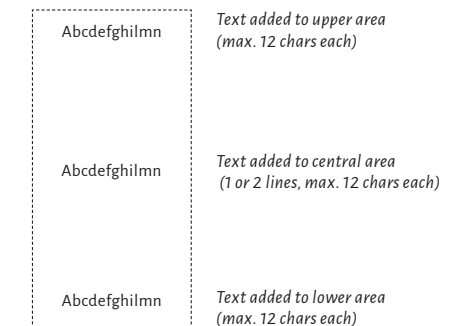 Abcdefghilmn
Text added to upper area
(max. 12 chars each)
Abcdefghilmn
Text added to central area
(1 or 2 lines, max. 12 chars each)
Abcdefghilmn
Text added to lower area
(max. 12 chars each)